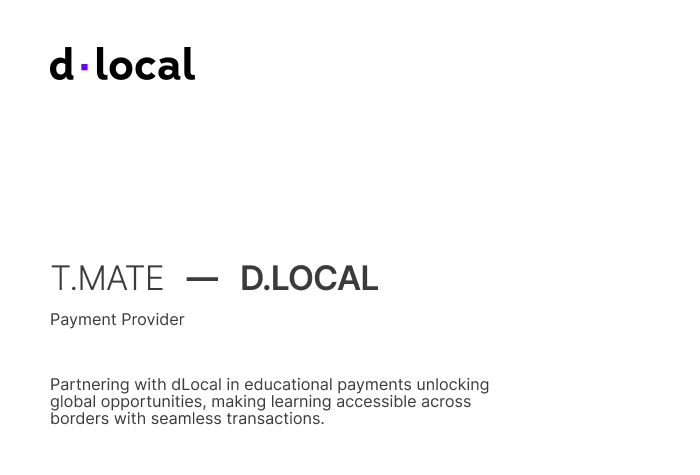 d·local
T.MATE — D.LOCAL
Payment Provider
Partnering with dLocal in educational payments unlocking
global opportunities, making learning accessible across
borders with seamless transactions.